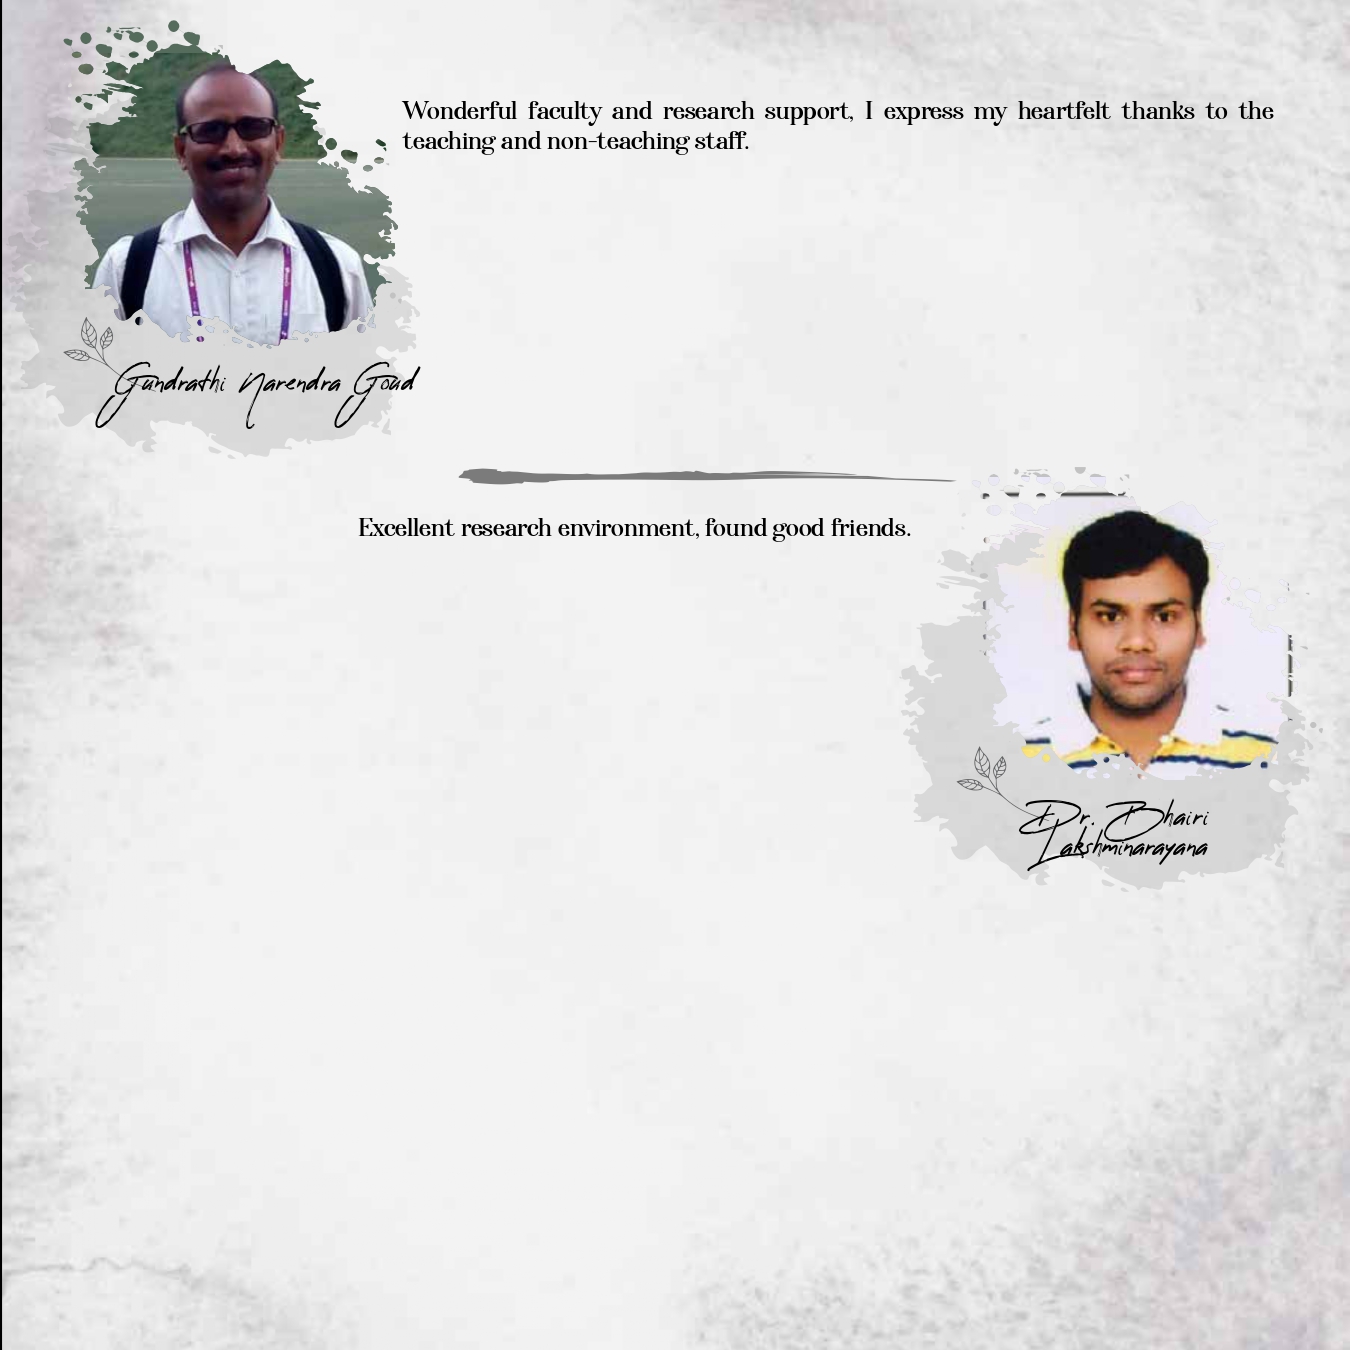 Wonderful faculty and research support, I express my heartfelt thanks to the
teaching and non-teaching staff.
Gundrathi Narendra Goud
Excellent research environment, found good friends.
Dr. Bhairi
Lakshminarayana